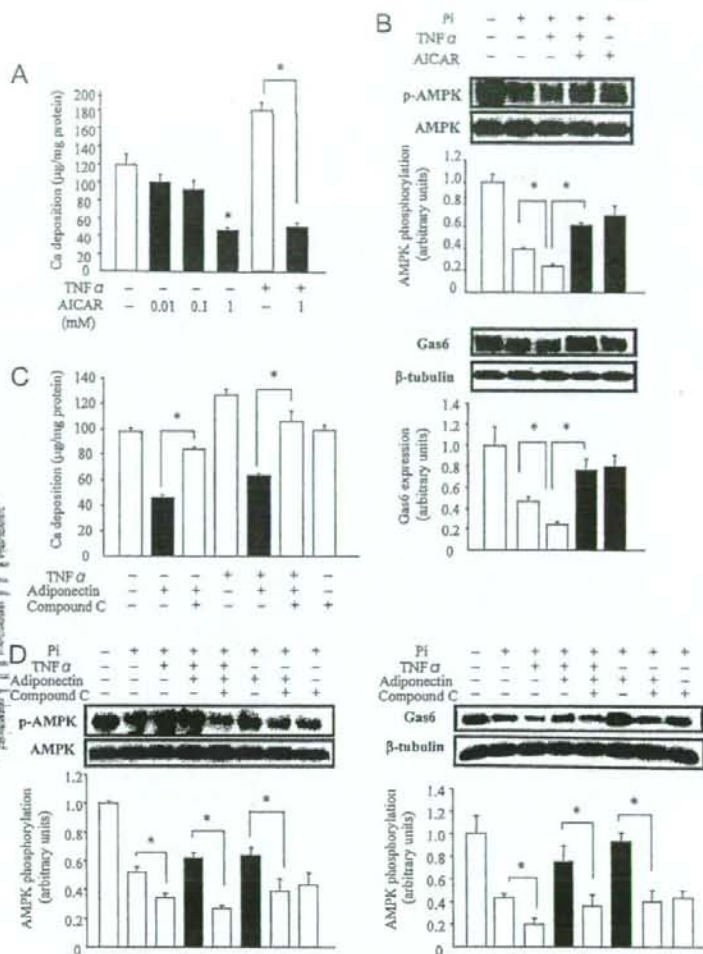 A
Ca deposition (μg/mg protein)
200
180
160
140
120
100
80
60
40
20
0
*
*
TNFα - - - - + +
AICAR - 0.01 0.1 1 - 1
(mM)
B
Pi - + + + +
TNFα - - + + -
AICAR - - - + +
p-AMPK
AMPK
AMPK phosphorylation
(arbitrary units)
1.2
1.0
0.8
0.6
0.4
0.2
0
* *
Gas6
β-tubulin
Gas6 expression
(arbitrary units)
1.4
1.2
1.0
0.8
0.6
0.4
0.2
0
* *
C
Ca deposition (μg/mg protein)
140
120
100
80
60
40
20
0
* *
TNFα - - - + + + -
Adiponectin - + + - + + -
Compound C - - + - - + +
D
Pi - + + + + + + +
TNFα - - + + + - - -
Adiponectin - - - + + + + -
Compound C - - - - + - + +
p-AMPK
AMPK
AMPK phosphorylation
(arbitrary units)
1.2
1.0
0.8
0.6
0.4
0.2
0
* * *
Pi - + + + + + + +
TNFα - - + + + - - -
Adiponectin - - - + + + + -
Compound C - - - - + - + +
Gas6
β-tubulin
AMPK phosphorylation
(arbitrary units)
1.4
1.2
1.0
0.8
0.6
0.4
0.2
0
* * *